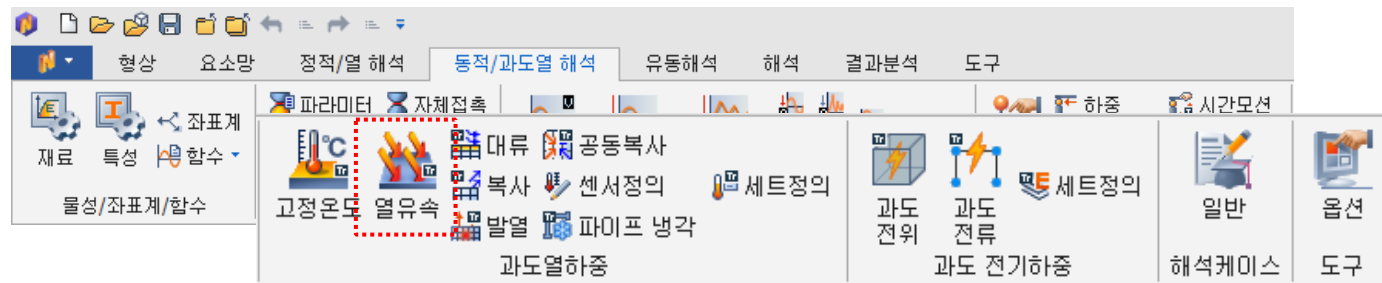 형상 요소망 정적/열 해석 동적/과도열 해석 유동해석 해석 결과분석 도구
파라미터 자체접촉 하중 시간모션
좌표계
재료 특성 함수
물성/좌표계/함수
대류 공동복사
복사 센서정의 세트정의
발열 파이프 냉각
고정온도 열유속
과도열하중
세트정의
과도 전위 과도 전류
과도 전기하중
일반
해석케이스
옵션
도구